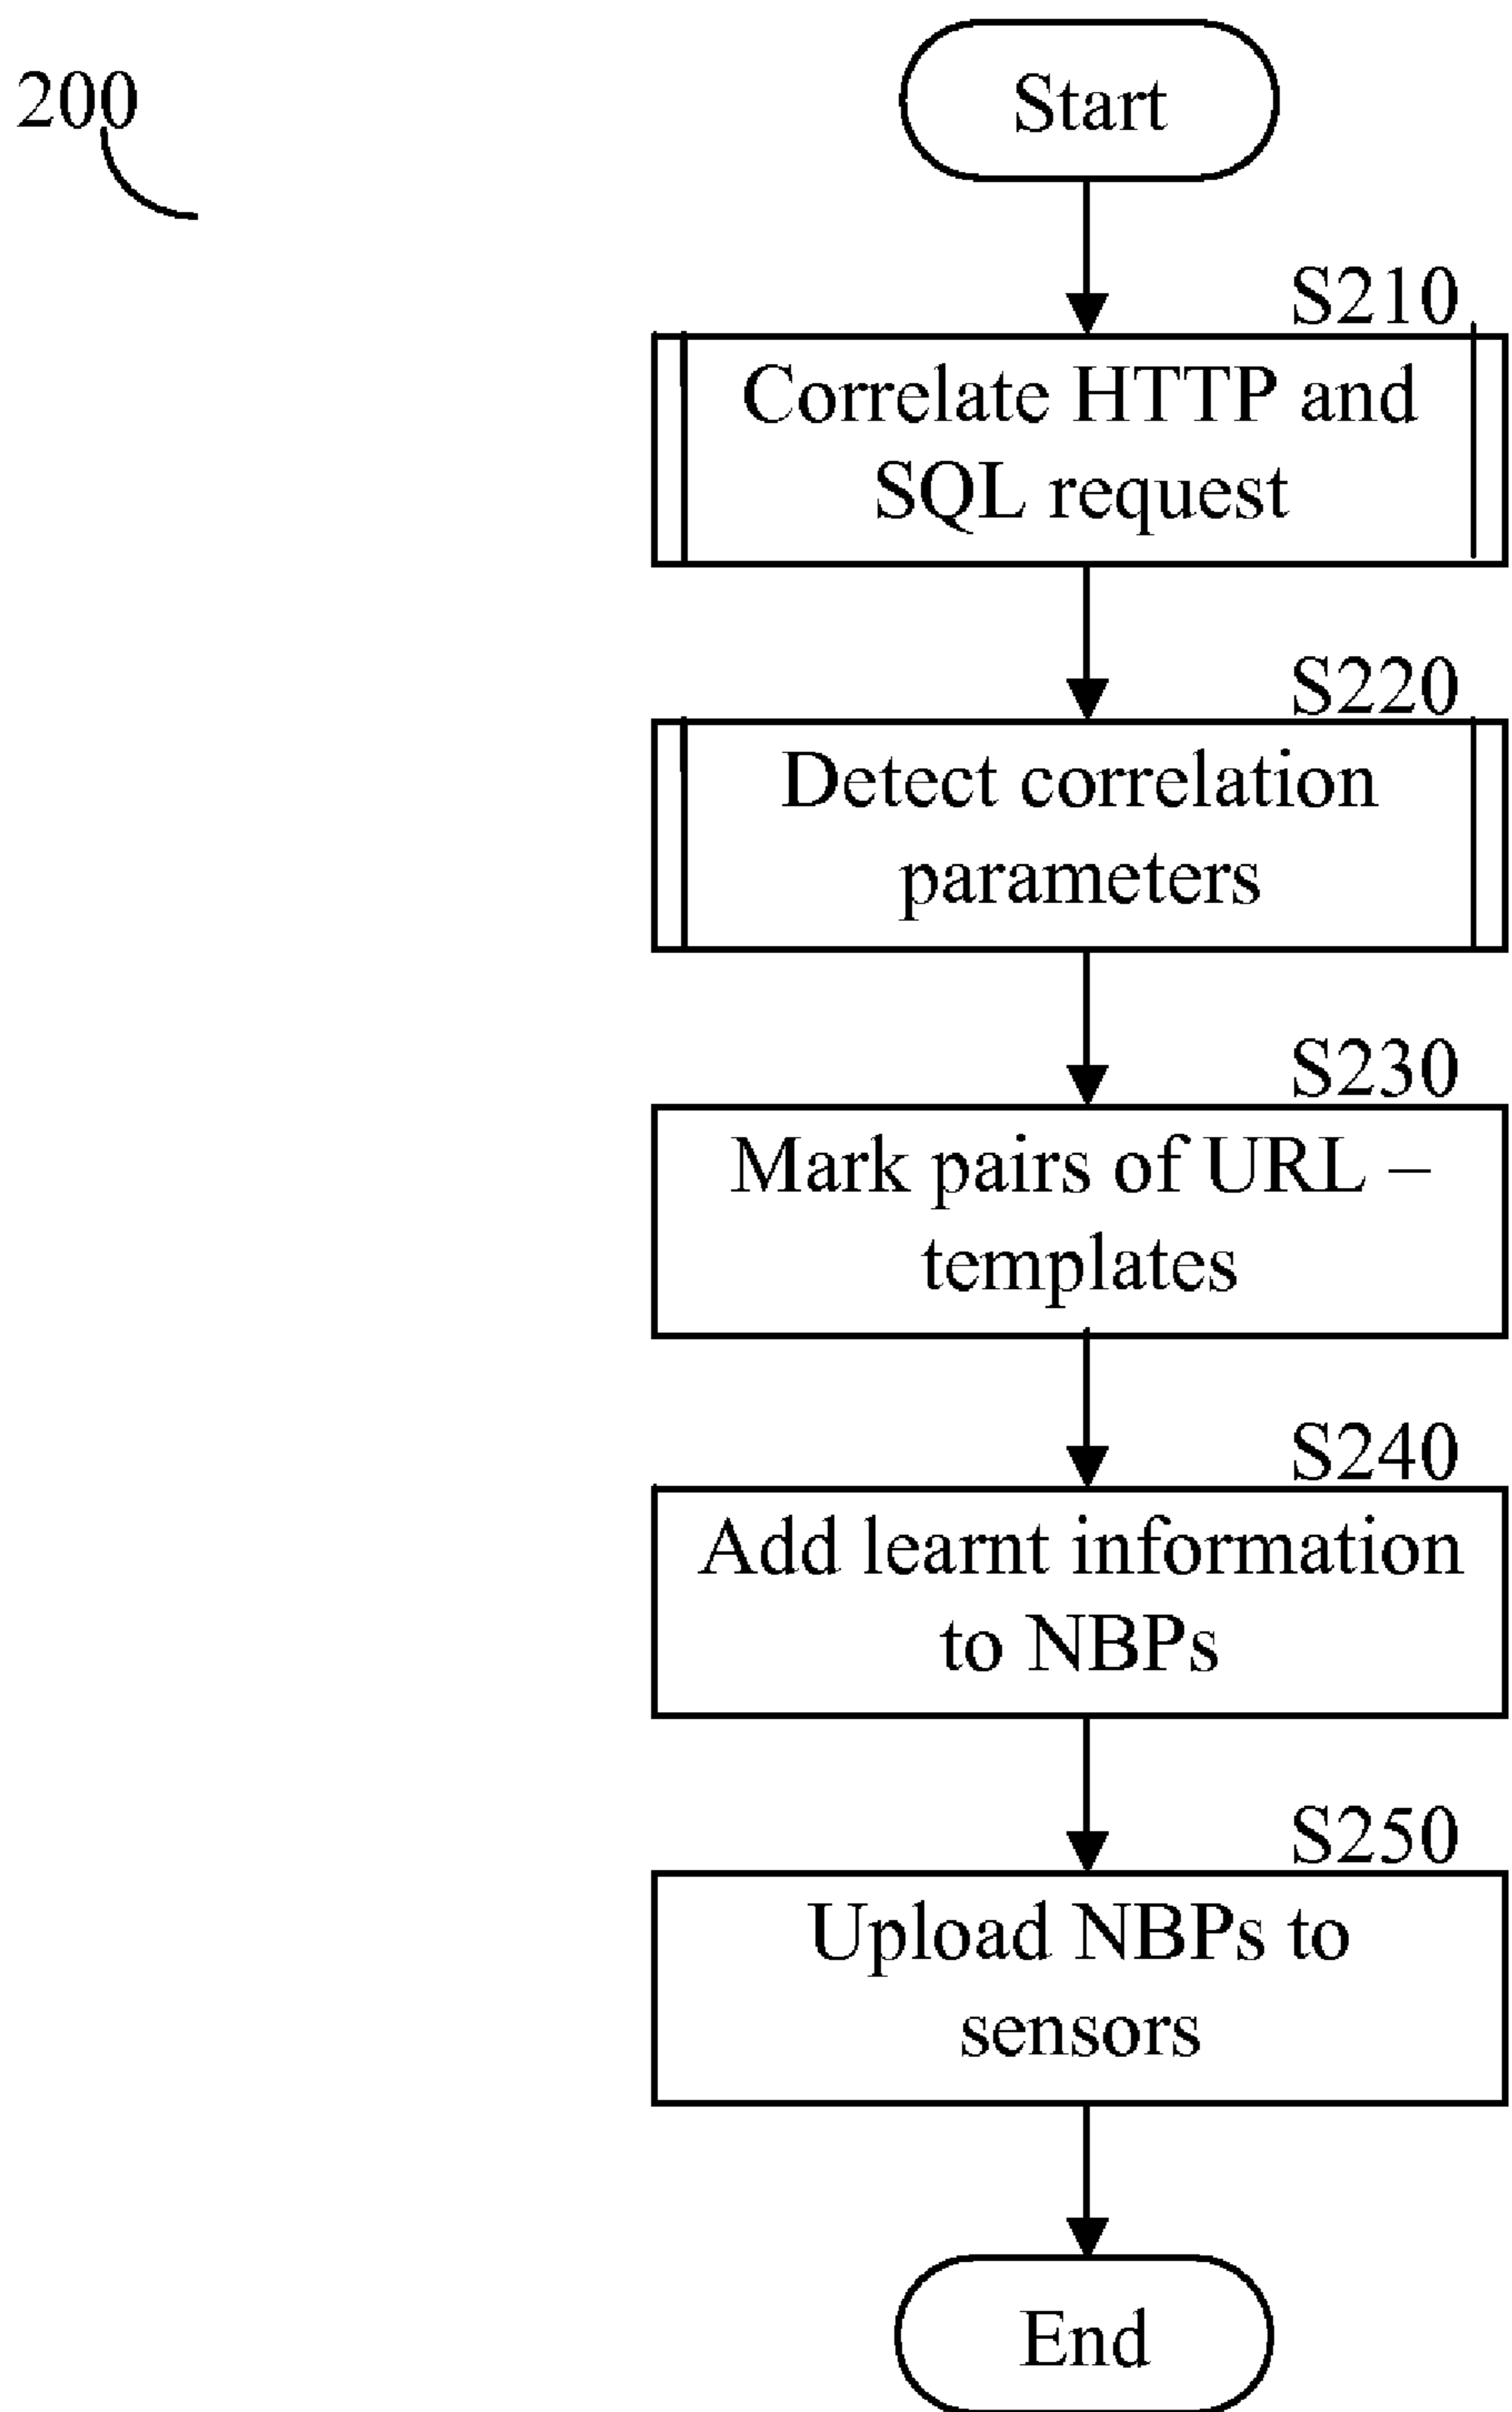 200
Start
S210
Correlate HTTP and
SQL request
S220
Detect correlation
parameters
S230
Mark pairs of URL –
templates
S240
Add learnt information
to NBPs
S250
Upload NBPs to
sensors
End